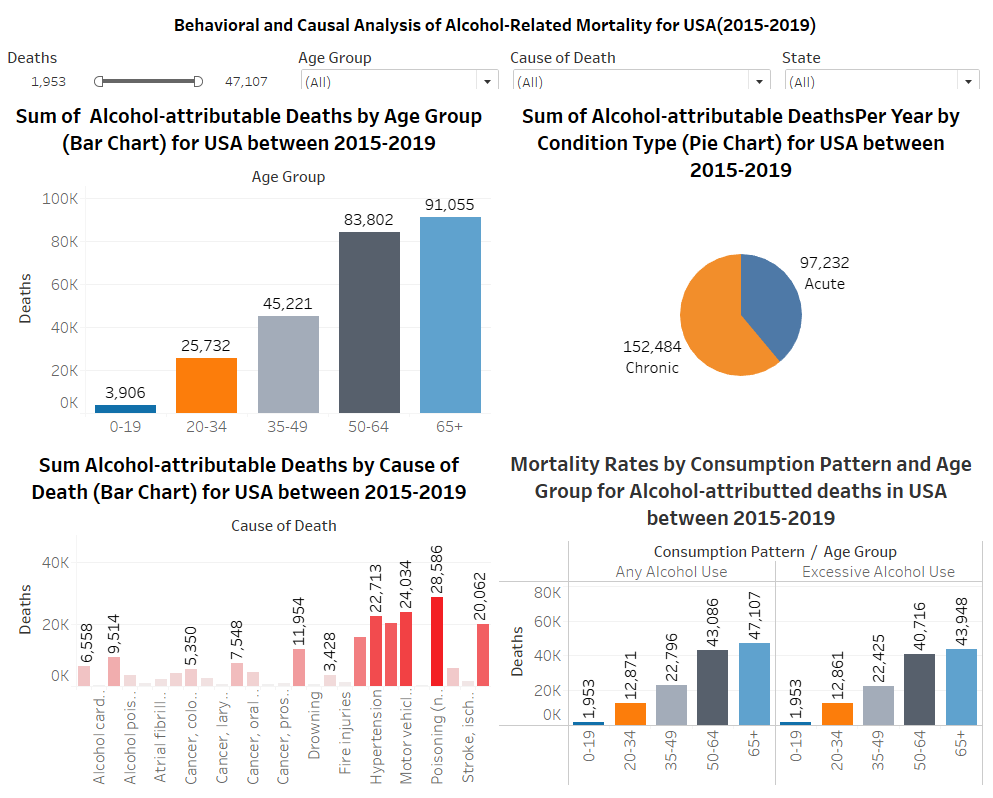 Behavioral and Causal Analysis of Alcohol-Related Mortality for USA(2015-2019)
Deaths
1,953
47,107
Age Group
(All)
Cause of Death
(All)
State
(All)
Sum of Alcohol-attributable Deaths by Age Group
(Bar Chart) for USA between 2015-2019
Age Group
Deaths
100K
80K
60K
40K
20K
0K
3,906
25,732
45,221
83,802
91,055
0-19
20-34
35-49
50-64
65+
Sum of Alcohol-attributable DeathsPer Year by
Condition Type (Pie Chart) for USA between
2015-2019
97,232
Acute
152,484
Chronic
Sum Alcohol-attributable Deaths by Cause of
Death (Bar Chart) for USA between 2015-2019
Cause of Death
Deaths
40K
20K
0K
6,558
9,514
5,350
7,548
11,954
3,428
22,713
24,034
28,586
20,062
Alcohol card..
Alcohol pois..
Atrial fibrill..
Cancer, colo..
Cancer, lary..
Cancer, oral ..
Cancer, pros..
Drowning
Fire injuries
Hypertension
Motor vehicl..
Poisoning (n..
Stroke, isch..
Mortality Rates by Consumption Pattern and Age
Group for Alcohol-attributted deaths in USA
between 2015-2019
Consumption Pattern / Age Group
Any Alcohol Use
Excessive Alcohol Use
Deaths
80K
60K
40K
20K
0K
1,953
12,871
22,796
43,086
47,107
1,953
12,861
22,425
40,716
43,948
0-19
20-34
35-49
50-64
65+
0-19
20-34
35-49
50-64
65+